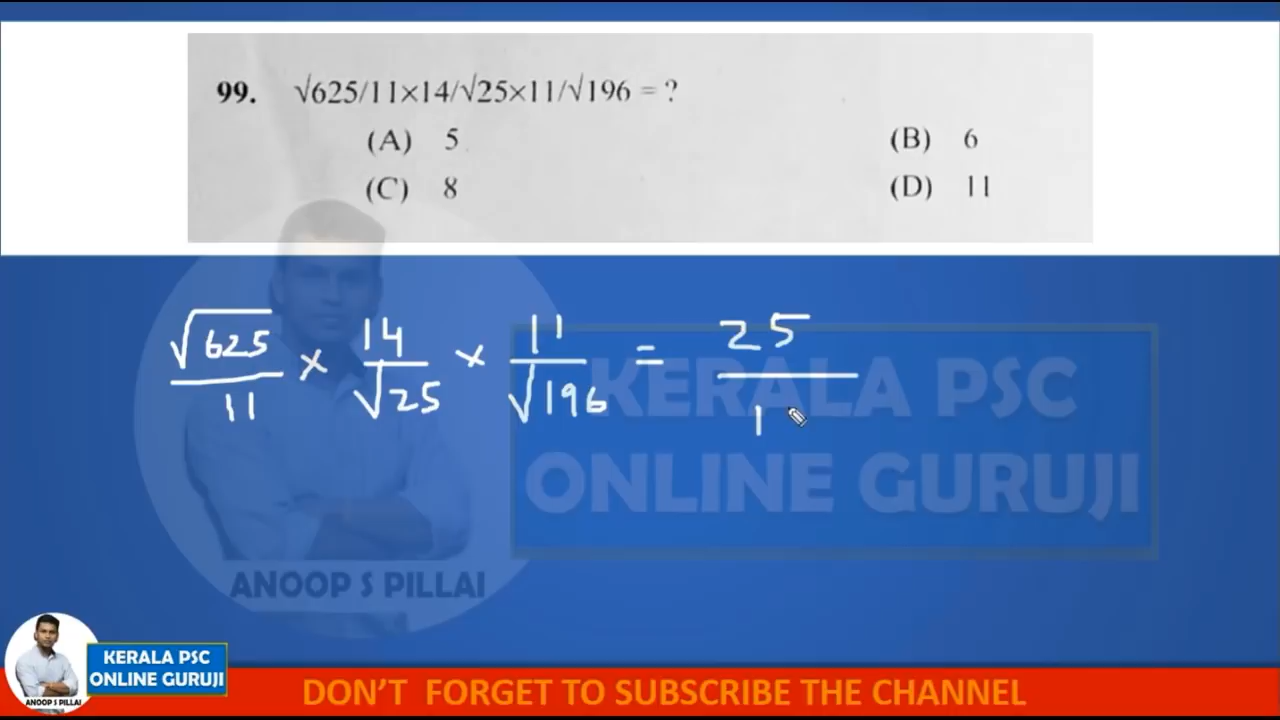 99. √625/11×14/√25×11/√196 = ?
(A) 5
(B) 6
(C) 8
(D) 11
√625/11 × 14/√25 × 11/√196 = 25/1
KERALA PSC
ONLINE GURUJI
ANOOP S PILLAI
KERALA PSC
ONLINE GURUJI
ANOOP S PILLAI
DON'T FORGET TO SUBSCRIBE THE CHANNEL